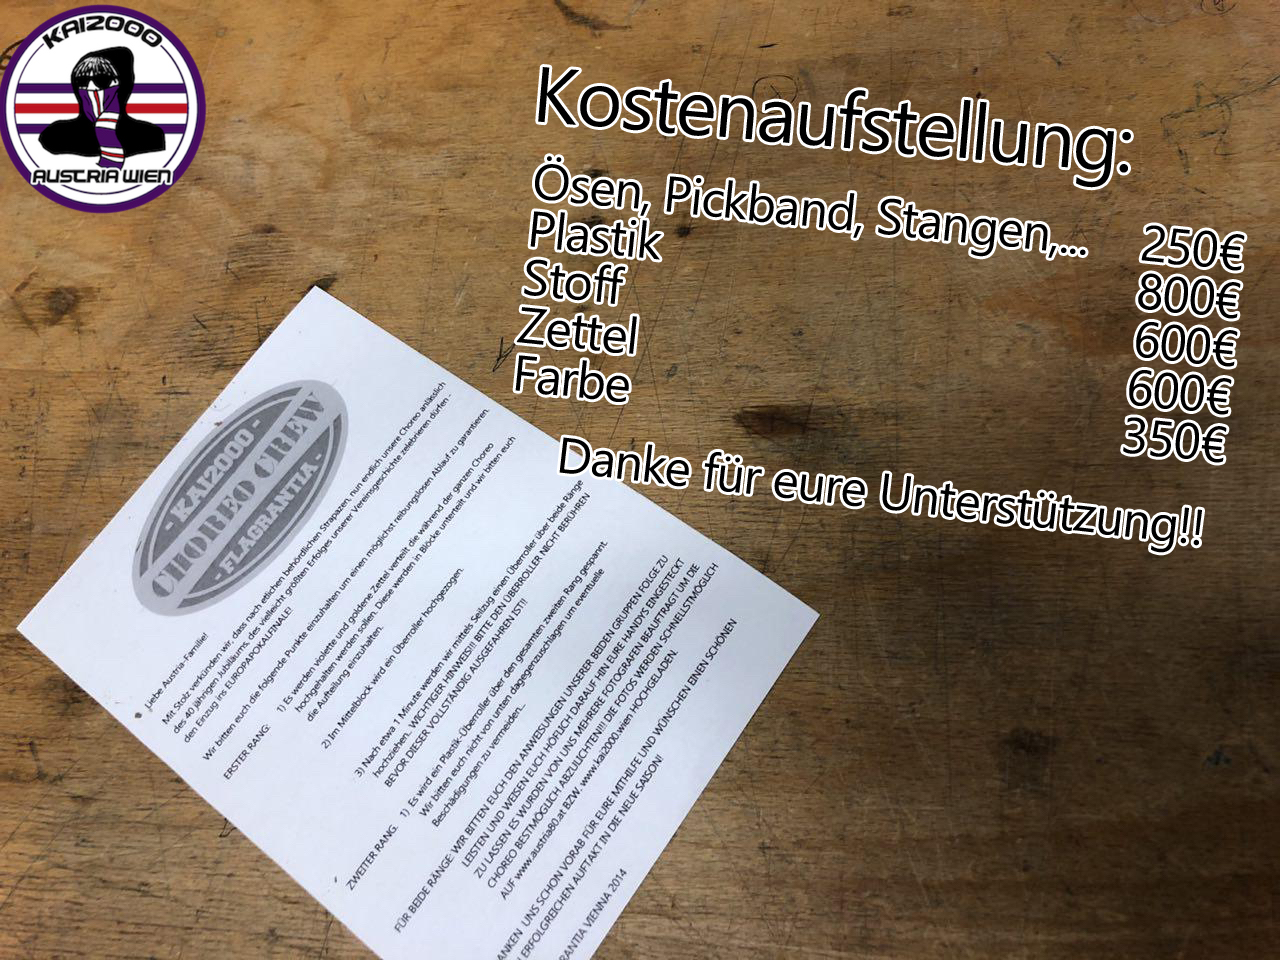 KAI2000
AUSTRIA WIEN
Kostenaufstellung:
Ösen, Pickband, Stangen,... 250€
Plastik 800€
Stoff 600€
Zettel 600€
Farbe 350€
Danke für eure Unterstützung!!
- KAI2000 -
CHOREO CREW
- FLAGRANTIA -
Liebe Austria-Familie!
Mit Stolz verkünden wir, dass nach etlichen behördlichen Strapazen, nun endlich unsere Choreo anlässlich
des 40 jährigen Jubiläums, des vielleicht größten Erfolges unserer Vereinsgeschichte zelebrieren dürfen -
den Einzug ins EUROPAPOKALFINALE!
Wir bitten euch die folgende Punkte einzuhalten um einen möglichst reibungslosen Ablauf zu garantieren.
ERSTER RANG:
1) Es werden violette und goldene Zettel verteilt die während der ganzen Choreo
hochgehalten werden sollen Diese werden in Blöcke unterteilt und wir bitten euch
die Aufteilung einzuhalten.
2) Im Mittelblock wird ein Überroller hochgezogen.
3) Nach etwa 1 Minute werden wir mittels Seilzug einen Überroller über beide Ränge
hochziehen.. WICHTIGER HINWEIS!!! BITTE DEN ÜBERROLLER NICHT BERÜHREN
BEVOR DIESER VOLLSTÄNDIG AUSGEFAHREN IST!!
ZWEITER RANG. 1) Es wird ein Plastik-Überroller über den gesamten zweiten Rang gespannt.
Wir bitten euch nicht von unten dagegenzuschlagen um eventuelle
Beschädigungen zu vermeiden..
FÜR BEIDE RÄNGE: WIR BITTEN EUCH DEN ANWEISUNGEN UNSERER BEIDEN GRUPPEN FOLGE ZU
LEISTEN UND WEISEN EUCH HÖFLICH DARAUF HIN EURE HANDYS EINGESTECKT
ZU LASSEN ES WURDEN VON UNS MEHRERE FOTOGRAFEN BEAUFTRAGT UM DIE
CHOREO BESTMÖGLICH ABZULICHTEN!!! DIE FOTOS WERDEN SCHNELLSTMÖGLICH
AUF www.austria80.at BZW. www.kai2000.wien HOCHGELADEN.
UNS SCHON VORAB FÜR EURE MITHILFE UND WÜNSCHEN EINEN SCHÖNEN
ERFOLGREICHEN AUFTAKT IN DIE NEUE SAISON!
VIENNA 2014